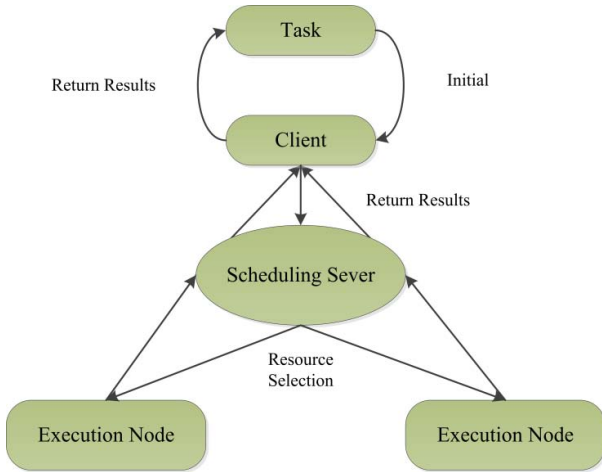 Task
Return Results
Initial
Client
Return Results
Scheduling Sever
Resource
Selection
Execution Node
Execution Node